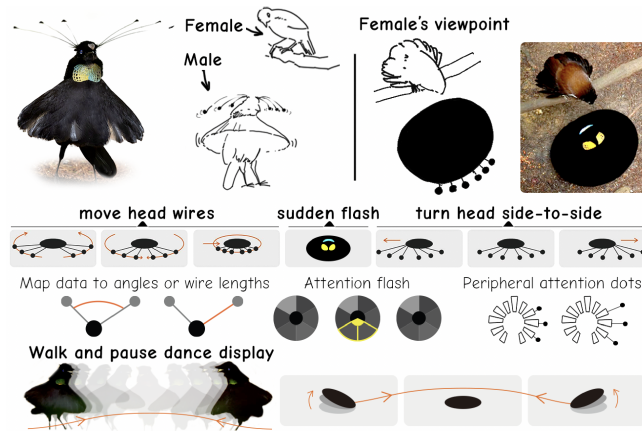 Female
Female's viewpoint
Male
move head wires
sudden flash
turn head side-to-side
Map data to angles or wire lengths
Attention flash
Peripheral attention dots
Walk and pause dance display